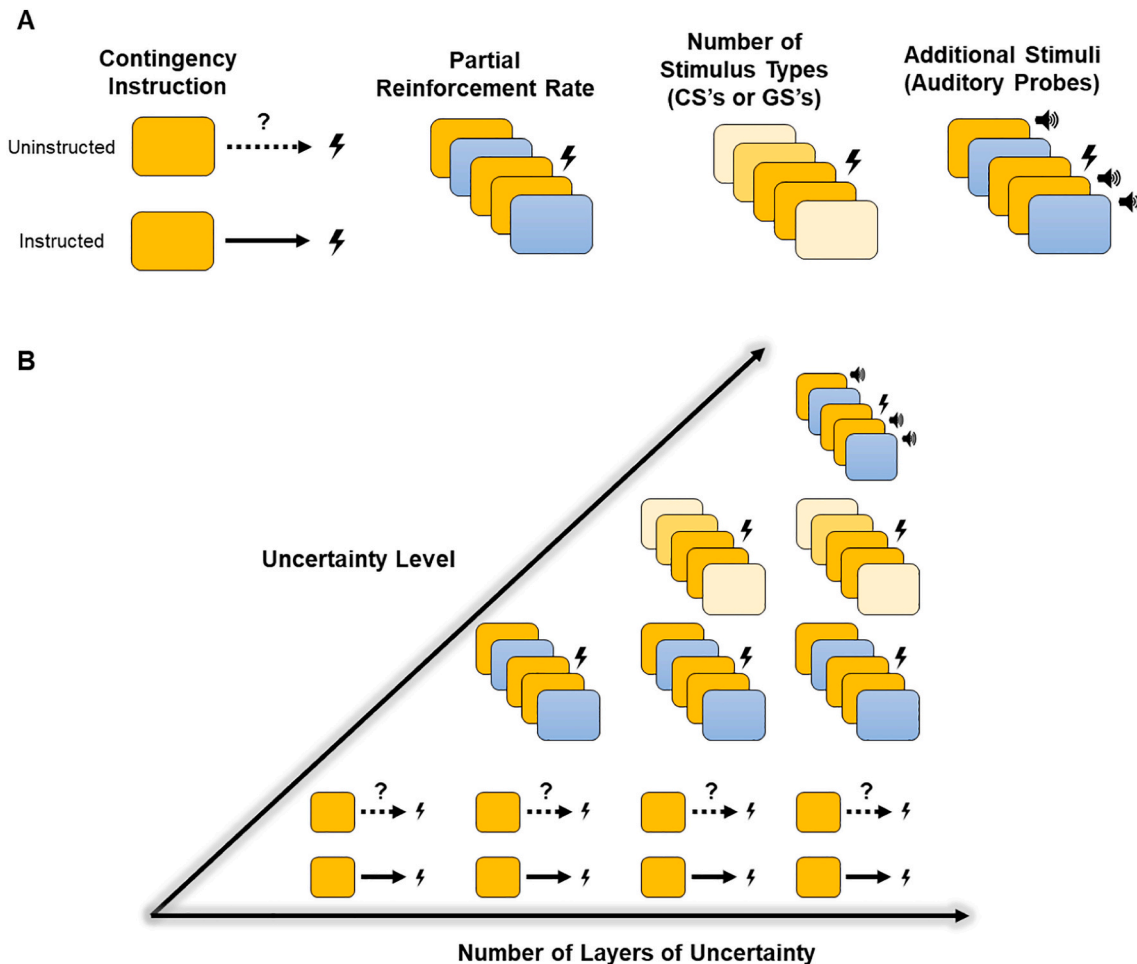 A
Contingency
Instruction
Partial
Reinforcement Rate
Number of
Stimulus Types
(CS's or GS's)
Additional Stimuli
(Auditory Probes)
Uninstructed
?
Instructed
B
Uncertainty Level
? ? ? ?
Number of Layers of Uncertainty